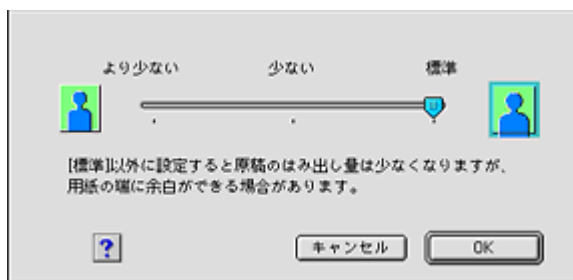 より少ない 少ない 標準
[標準]以外に設定すると原稿のはみ出し量は少なくなりますが、
用紙の端に余白ができる場合があります。
? キャンセル OK